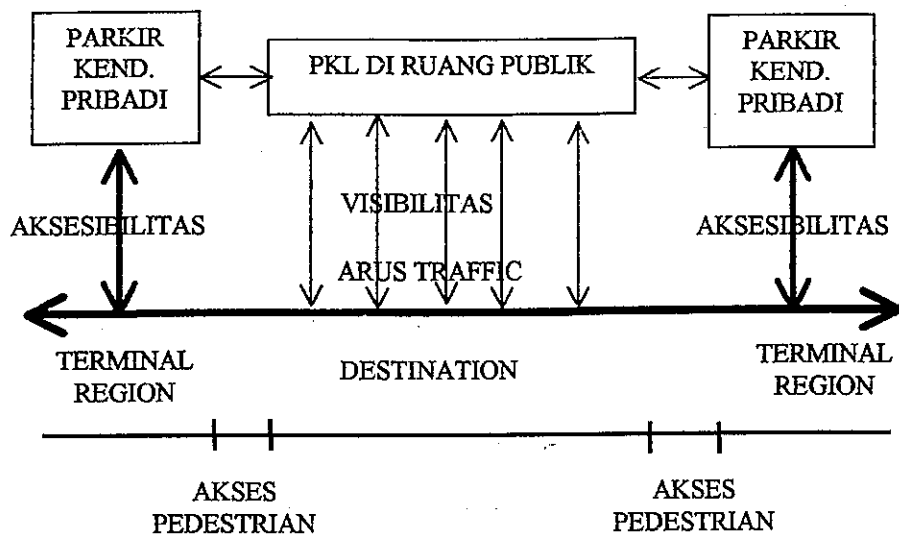 PARKIR
KEND.
PRIBADI
PKL DI RUANG PUBLIK
PARKIR
KEND.
PRIBADI
AKSESIBILITAS
VISIBILITAS
AKSESIBILITAS
ARUS TRAFFIC
TERMINAL
REGION
DESTINATION
TERMINAL
REGION
AKSES
PEDESTRIAN
AKSES
PEDESTRIAN